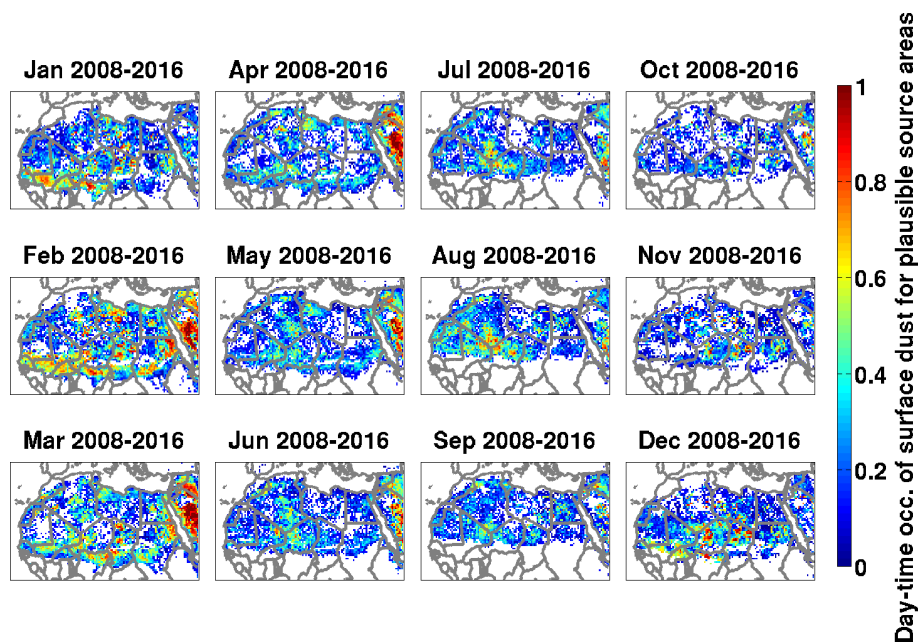 Jan 2008-2016
Apr 2008-2016
Jul 2008-2016
Oct 2008-2016
Feb 2008-2016
May 2008-2016
Aug 2008-2016
Nov 2008-2016
Mar 2008-2016
Jun 2008-2016
Sep 2008-2016
Dec 2008-2016
1
0.8
0.6
0.4
0.2
0
Day-time occ. of surface dust for plausible source areas